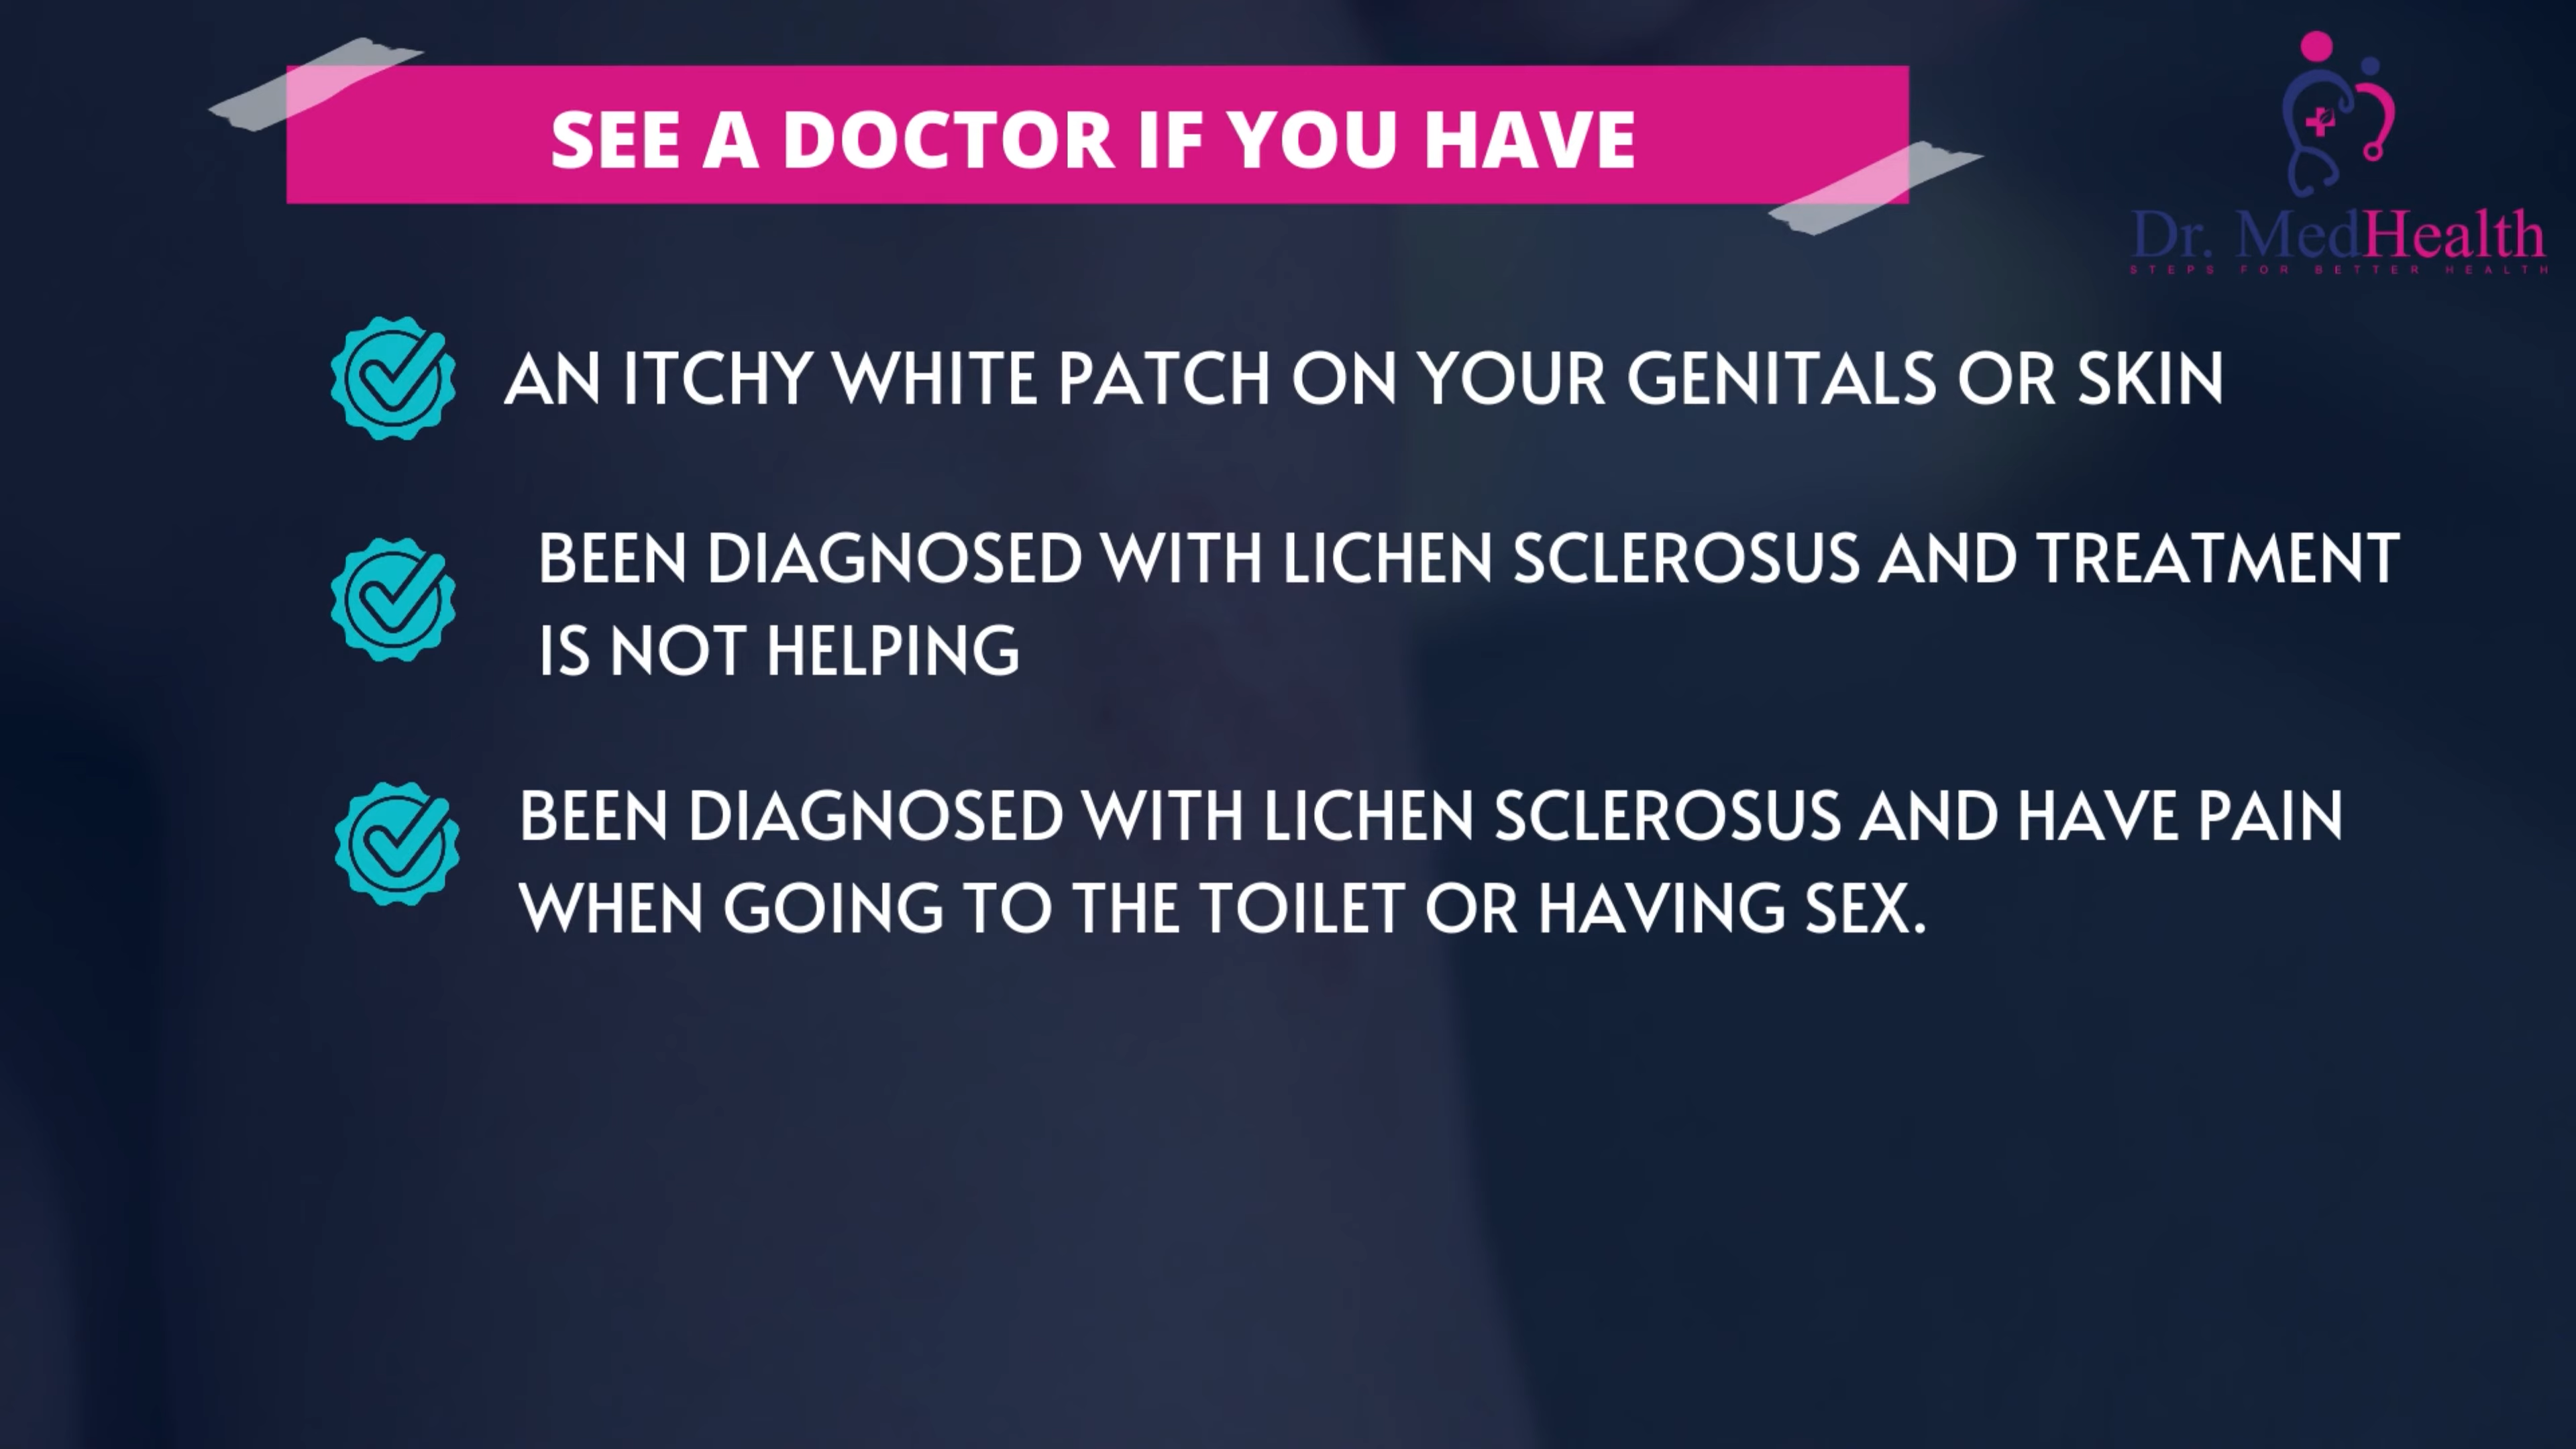 SEE A DOCTOR IF YOU HAVE
Dr. MedHealth
STEPS FOR BETTER HEALTH
AN ITCHY WHITE PATCH ON YOUR GENITALS OR SKIN
BEEN DIAGNOSED WITH LICHEN SCLEROSUS AND TREATMENT
IS NOT HELPING
BEEN DIAGNOSED WITH LICHEN SCLEROSUS AND HAVE PAIN
WHEN GOING TO THE TOILET OR HAVING SEX.